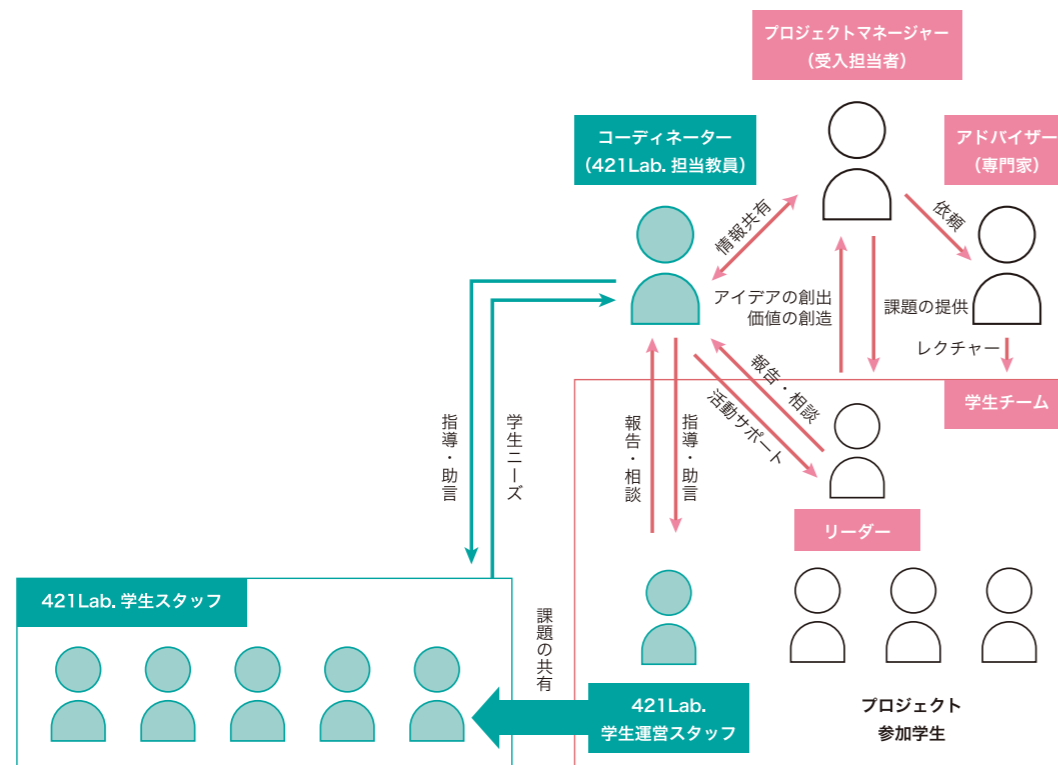 プロジェクトマネージャー
（受入担当者）
コーディネーター
（421Lab. 担当教員）
アドバイザー
（専門家）
情報共有
依頼
アイデアの創出
価値の創造
課題の提供
レクチャー
学生チーム
報告・相談
活動サポート
指導・助言
学生ニーズ
報告・相談
指導・助言
リーダー
421Lab. 学生スタッフ
課題の共有
421Lab.
学生運営スタッフ
プロジェクト
参加学生